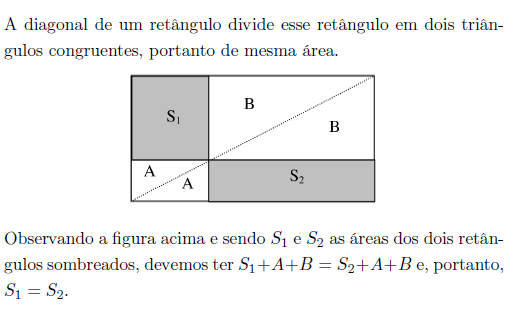 A diagonal de um retângulo divide esse retângulo em dois triân-
gulos congruentes, portanto de mesma área.
S₁
B
B
A
A
S₂
Observando a figura acima e sendo S₁ e S₂ as áreas dos dois retân-
gulos sombreados, devemos ter S₁+A+B = S₂+A+B e, portanto,
S₁ = S₂.